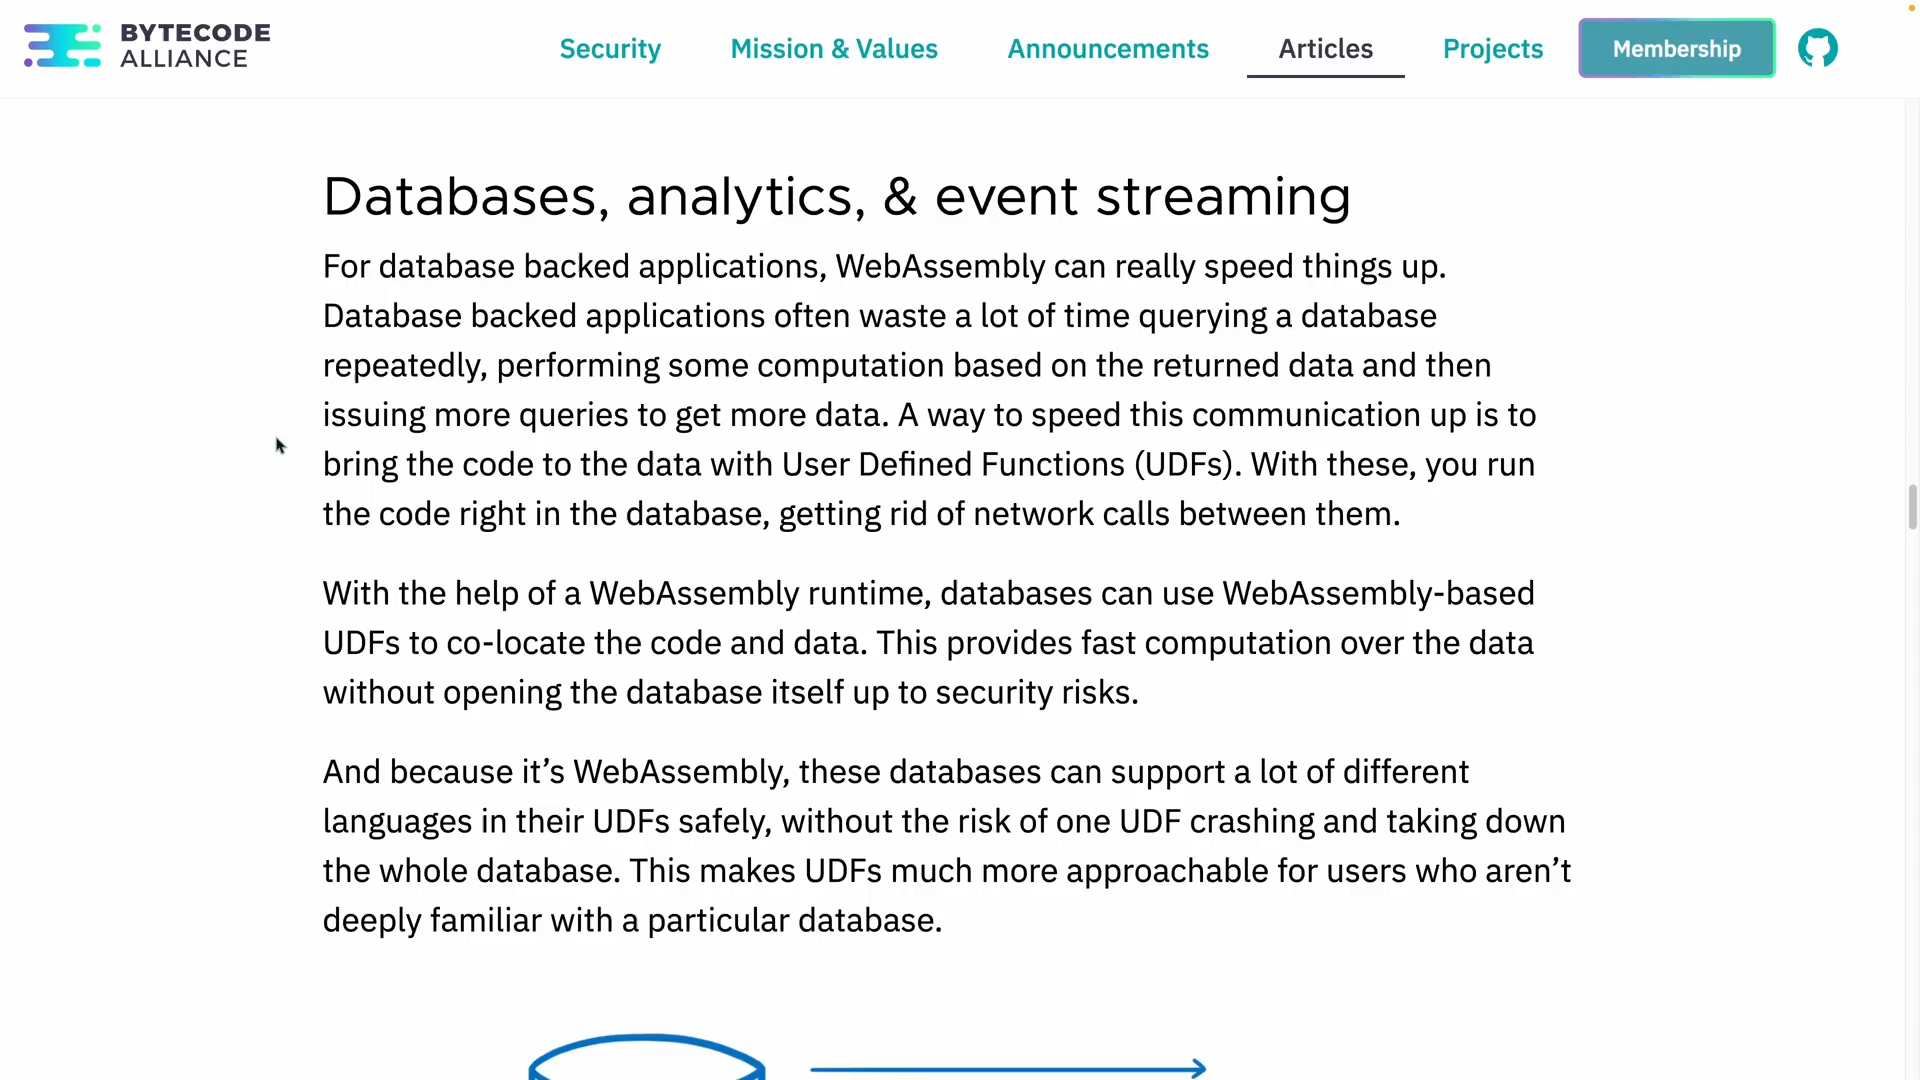 BYTECODE
ALLIANCE
Security
Mission & Values
Announcements
Articles
Projects
Membership
Databases, analytics, & event streaming
For database backed applications, WebAssembly can really speed things up.
Database backed applications often waste a lot of time querying a database
repeatedly, performing some computation based on the returned data and then
issuing more queries to get more data. A way to speed this communication up is to
bring the code to the data with User Defined Functions (UDFs). With these, you run
the code right in the database, getting rid of network calls between them.
With the help of a WebAssembly runtime, databases can use WebAssembly-based
UDFs to co-locate the code and data. This provides fast computation over the data
without opening the database itself up to security risks.
And because it’s WebAssembly, these databases can support a lot of different
languages in their UDFs safely, without the risk of one UDF crashing and taking down
the whole database. This makes UDFs much more approachable for users who aren’t
deeply familiar with a particular database.